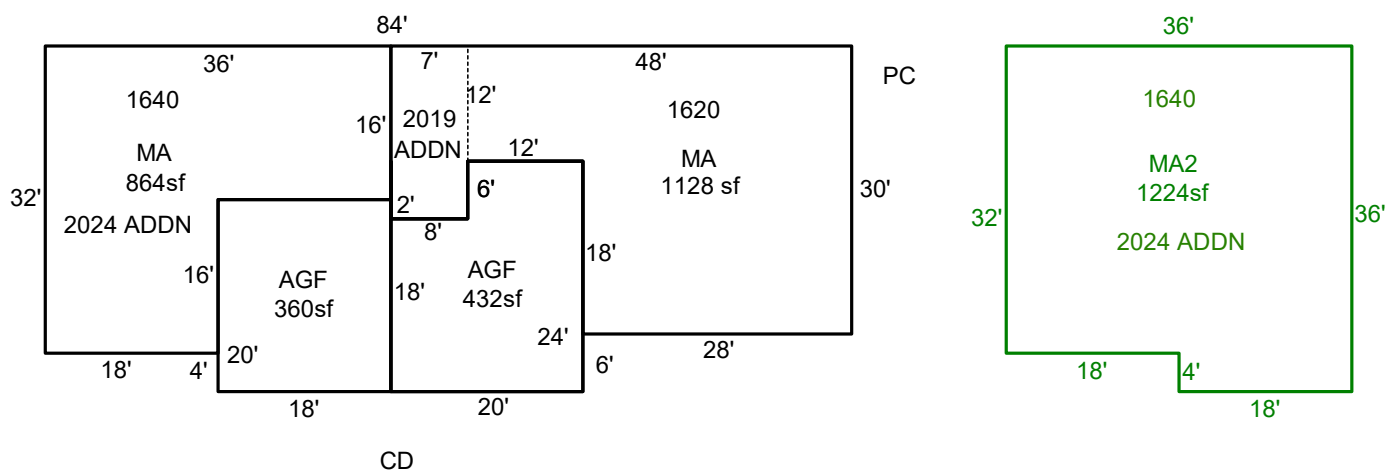 84'
36'
7'
48'
PC
1640
12'
1620
16'
2019
ADDN
12'
MA
864sf
MA
1128 sf
32'
2'
6'
30'
2024 ADDN
8'
16'
AGF
360sf
18'
AGF
432sf
18'
20'
24'
28'
18'
4'
6'
18'
20'
CD
36'
1640
MA2
1224sf
32'
36'
2024 ADDN
18'
4'
18'